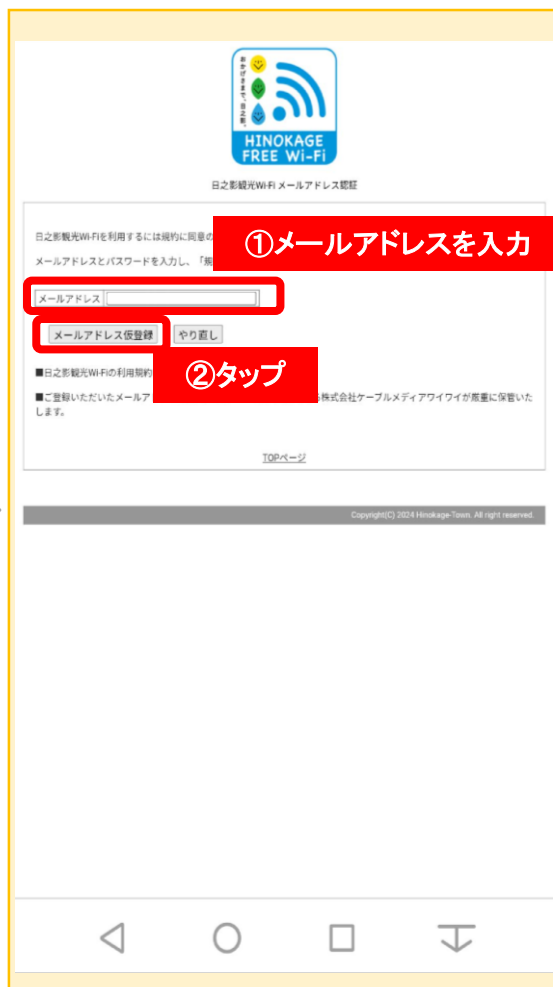 おかげさまで、日之影。
HINOKAGE
FREE Wi-Fi
日之影観光Wi-Fi メールアドレス認証
日之影観光Wi-Fiを利用するには規約に同意の
①メールアドレスを入力
メールアドレスとパスワードを入力し、「規
メールアドレス
メールアドレス仮登録 やり直し
■日之影観光Wi-Fiの利用規約
②タップ
■ご登録いただいたメールア 株式会社ケーブルメディアワイワイが厳重に保管いた
します。
TOPページ
Copyright(C) 2024 Hinokage-Town. All right reserved.